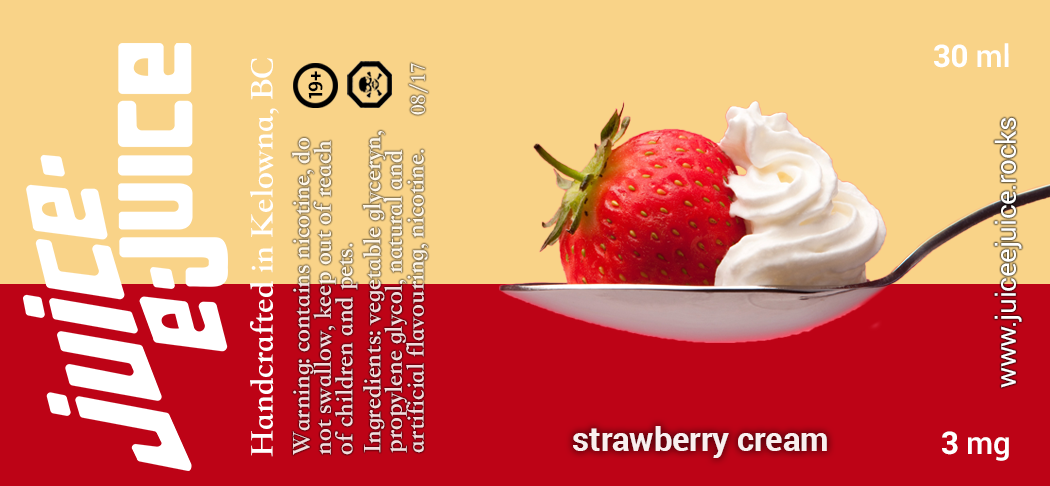 juice·
e·juice
Handcrafted in Kelowna, BC
19+
Warning: contains nicotine, do
not swallow, keep out of reach
of children and pets.
Ingredients: vegetable glyceryn,
propylene glycol, natural and
artificial flavouring, nicotine.
08/17
30 ml
www.juiceejuice.rocks
strawberry cream
3 mg